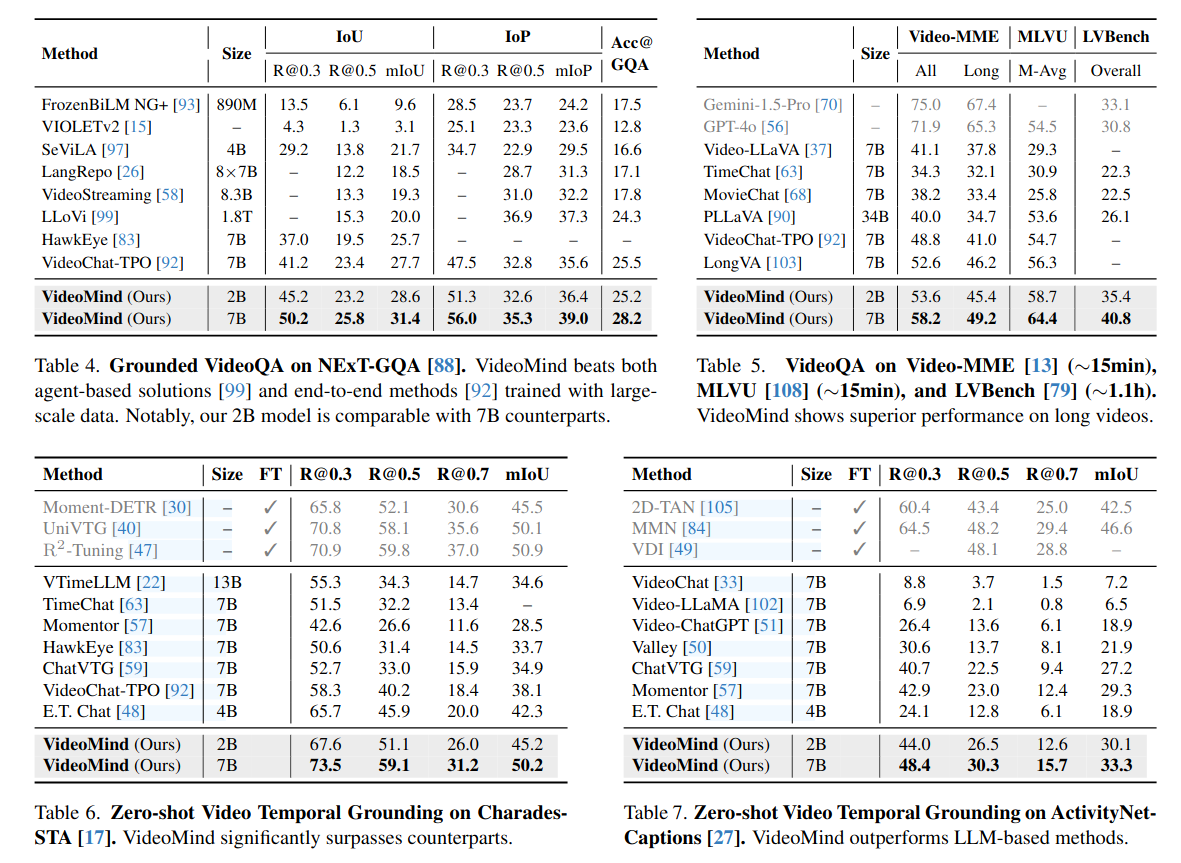 Method Size IoU IoP Acc@GQA
R@0.3 R@0.5 mIoU R@0.3 R@0.5 mIoP
FrozenBiLM NG+ [93] 890M 13.5 6.1 9.6 28.5 23.7 24.2 17.5
VIOLETv2 [15] – 4.3 1.3 3.1 25.1 23.3 23.6 12.8
SeViLA [97] 4B 29.2 13.8 21.7 34.7 22.9 29.5 16.6
LangRepo [26] 8×7B – 12.2 18.5 – 28.7 31.3 17.1
VideoStreaming [58] 8.3B – 13.3 19.3 – 31.0 32.2 17.8
LLoVi [99] 1.8T – 15.3 20.0 – 36.9 37.3 24.3
HawkEye [83] 7B 37.0 19.5 25.7 – – – –
VideoChat-TPO [92] 7B 41.2 23.4 27.7 47.5 32.8 35.6 25.5
VideoMind (Ours) 2B 45.2 23.2 28.6 51.3 32.6 36.4 25.2
VideoMind (Ours) 7B 50.2 25.8 31.4 56.0 35.3 39.0 28.2
Table 4. Grounded VideoQA on NExT-GQA [88]. VideoMind beats both
agent-based solutions [99] and end-to-end methods [92] trained with large-
scale data. Notably, our 2B model is comparable with 7B counterparts.
Method Size Video-MME MLVU LVBench
All Long M-Avg Overall
Gemini-1.5-Pro [70] – 75.0 67.4 – 33.1
GPT-4o [56] – 71.9 65.3 54.5 30.8
Video-LLaVA [37] 7B 41.1 37.8 29.3 –
TimeChat [63] 7B 34.3 32.1 30.9 22.3
MovieChat [68] 7B 38.2 33.4 25.8 22.5
PLLaVA [90] 34B 40.0 34.7 53.6 26.1
VideoChat-TPO [92] 7B 48.8 41.0 54.7 –
LongVA [103] 7B 52.6 46.2 56.3 –
VideoMind (Ours) 2B 53.6 45.4 58.7 35.4
VideoMind (Ours) 7B 58.2 49.2 64.4 40.8
Table 5. VideoQA on Video-MME [13] (∼15min),
MLVU [108] (∼15min), and LVBench [79] (∼1.1h).
VideoMind shows superior performance on long videos.
Method Size FT R@0.3 R@0.5 R@0.7 mIoU
Moment-DETR [30] – ✓ 65.8 52.1 30.6 45.5
UniVTG [40] – ✓ 70.8 58.1 35.6 50.1
R²-Tuning [47] – ✓ 70.9 59.8 37.0 50.9
VTimeLLM [22] 13B 55.3 34.3 14.7 34.6
TimeChat [63] 7B 51.5 32.2 13.4 –
Momentor [57] 7B 42.6 26.6 11.6 28.5
HawkEye [83] 7B 50.6 31.4 14.5 33.7
ChatVTG [59] 7B 52.7 33.0 15.9 34.9
VideoChat-TPO [92] 7B 58.3 40.2 18.4 38.1
E.T. Chat [48] 4B 65.7 45.9 20.0 42.3
VideoMind (Ours) 2B 67.6 51.1 26.0 45.2
VideoMind (Ours) 7B 73.5 59.1 31.2 50.2
Table 6. Zero-shot Video Temporal Grounding on Charades-
STA [17]. VideoMind significantly surpasses counterparts.
Method Size FT R@0.3 R@0.5 R@0.7 mIoU
2D-TAN [105] – ✓ 60.4 43.4 25.0 42.5
MMN [84] – ✓ 64.5 48.2 29.4 46.6
VDI [49] – ✓ – 48.1 28.8 –
VideoChat [33] 7B 8.8 3.7 1.5 7.2
Video-LLaMA [102] 7B 6.9 2.1 0.8 6.5
Video-ChatGPT [51] 7B 26.4 13.6 6.1 18.9
Valley [50] 7B 30.6 13.7 8.1 21.9
ChatVTG [59] 7B 40.7 22.5 9.4 27.2
Momentor [57] 7B 42.9 23.0 12.4 29.3
E.T. Chat [48] 4B 24.1 12.8 6.1 18.9
VideoMind (Ours) 2B 44.0 26.5 12.6 30.1
VideoMind (Ours) 7B 48.4 30.3 15.7 33.3
Table 7. Zero-shot Video Temporal Grounding on ActivityNet-
Captions [27]. VideoMind outperforms LLM-based methods.